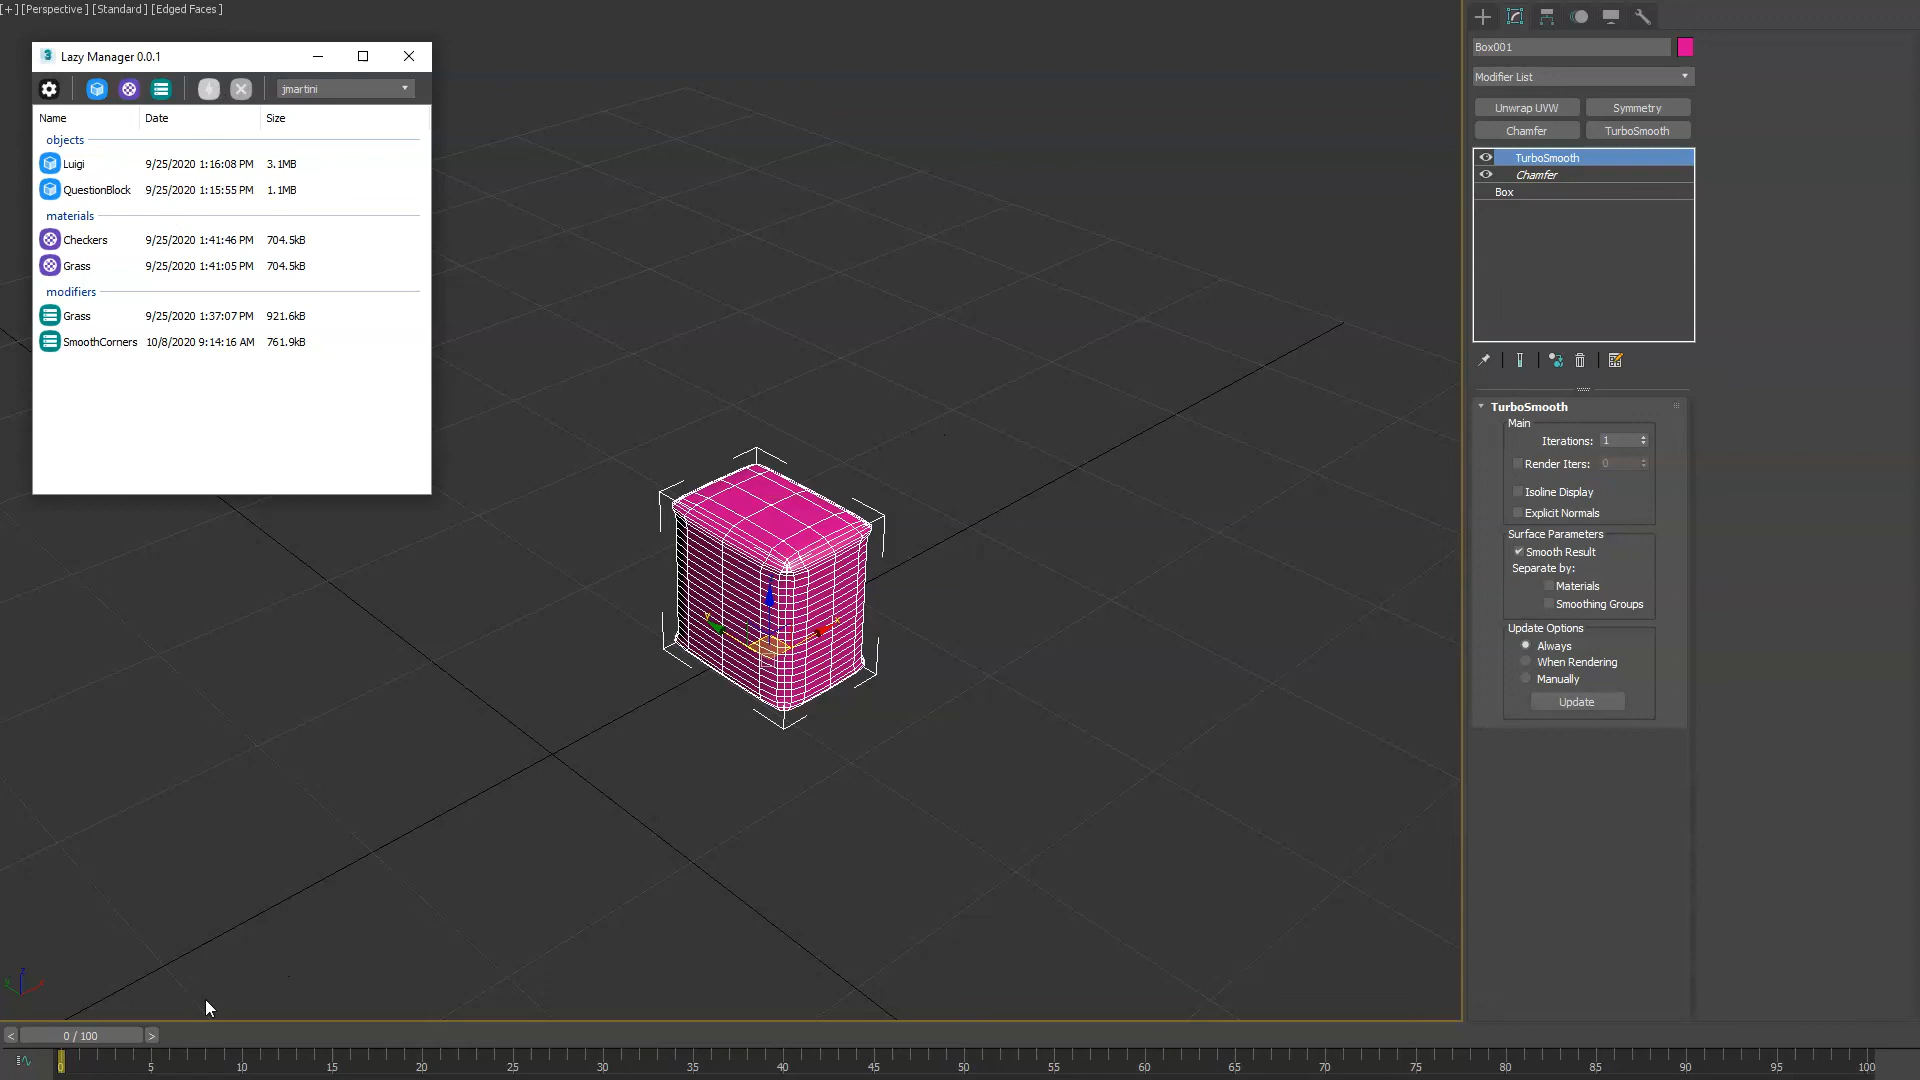 [ + ] [Perspective ] [Standard ] [Edged Faces ]
Lazy Manager 0.0.1
jmartini
Name Date Size
objects
Luigi 9/25/2020 1:16:08 PM 3.1MB
QuestionBlock 9/25/2020 1:15:55 PM 1.1MB
materials
Checkers 9/25/2020 1:41:46 PM 704.5kB
Grass 9/25/2020 1:41:05 PM 704.5kB
modifiers
Grass 9/25/2020 1:37:07 PM 921.6kB
SmoothCorners 10/8/2020 9:14:16 AM 761.9kB
Box001
Modifier List
Unwrap UVW Symmetry
Chamfer TurboSmooth
TurboSmooth
Chamfer
Box
TurboSmooth
Main
Iterations: 1
Render Iters: 0
Isoline Display
Explicit Normals
Surface Parameters
Smooth Result
Separate by:
Materials
Smoothing Groups
Update Options
Always
When Rendering
Manually
Update
z
y
x
< 0 / 100 >
0 5 10 15 20 25 30 35 40 45 50 55 60 65 70 75 80 85 90 95 100